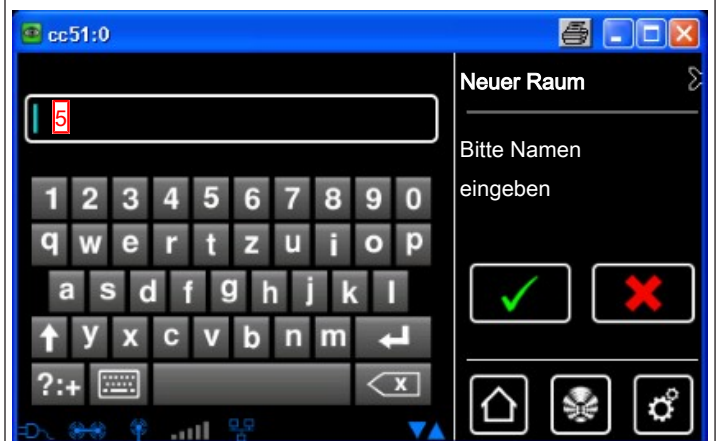 cc51:0
Neuer Raum
5
Bitte Namen
eingeben
1 2 3 4 5 6 7 8 9 0
q w e r t z u i o p
a s d f g h j k l
y x c v b n m
?:+
x